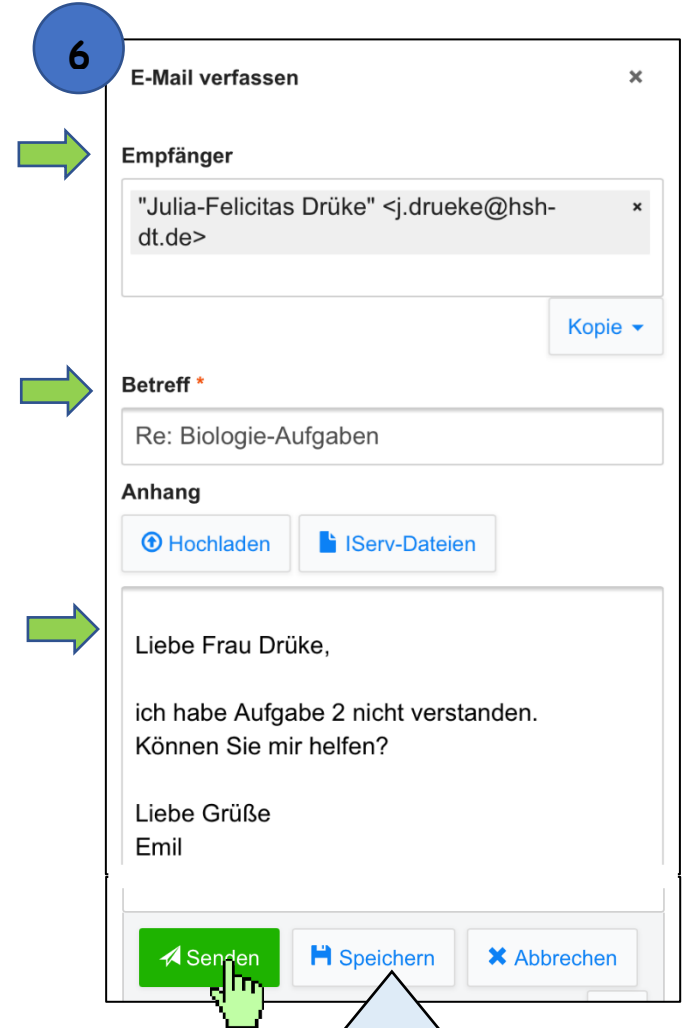 6
E-Mail verfassen ×
Empfänger
"Julia-Felicitas Drüke" <j.drueke@hsh- ×
dt.de>
Kopie
Betreff *
Re: Biologie-Aufgaben
Anhang
Hochladen IServ-Dateien
Liebe Frau Drüke,
ich habe Aufgabe 2 nicht verstanden.
Können Sie mir helfen?
Liebe Grüße
Emil
Senden Speichern Abbrechen